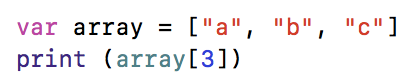 var array = ["a", "b", "c"]
print (array[3])